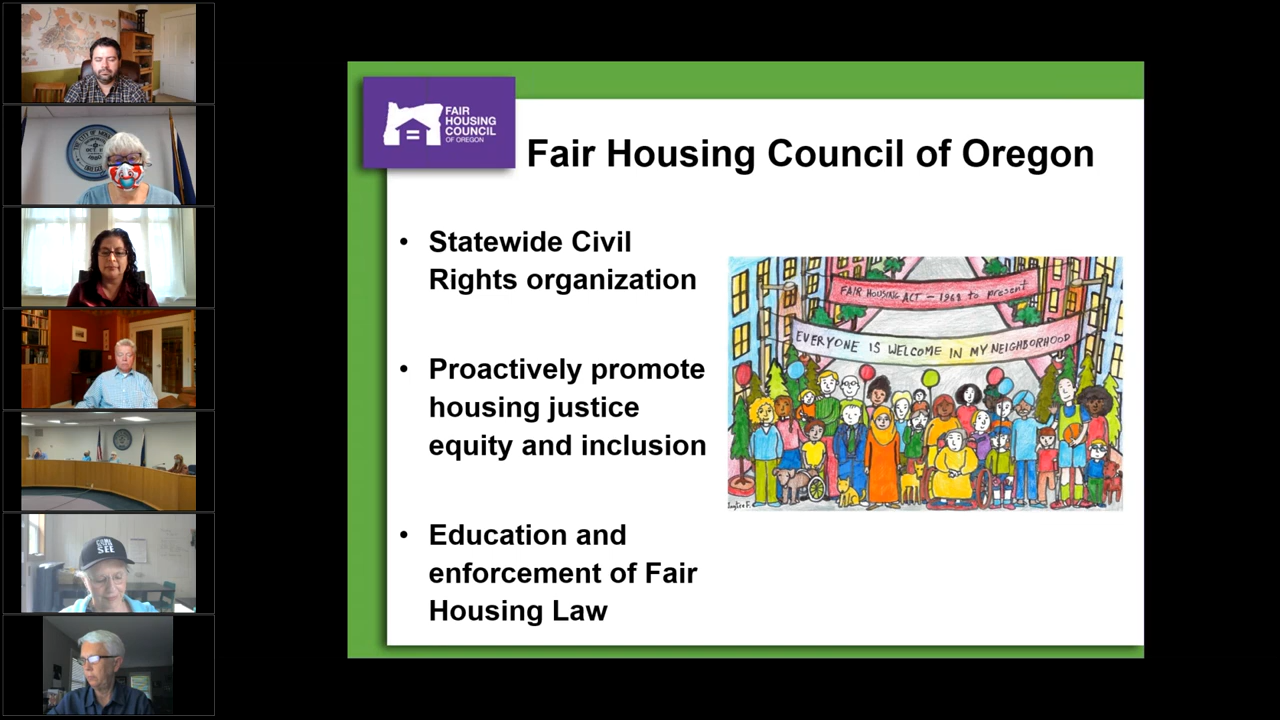 FAIR
HOUSING
COUNCIL
OF OREGON
Fair Housing Council of Oregon
• Statewide Civil
Rights organization
• Proactively promote
housing justice
equity and inclusion
• Education and
enforcement of Fair
Housing Law
FAIR HOUSING ACT - 1968 to present
EVERYONE IS WELCOME IN MY NEIGHBORHOOD
SEE